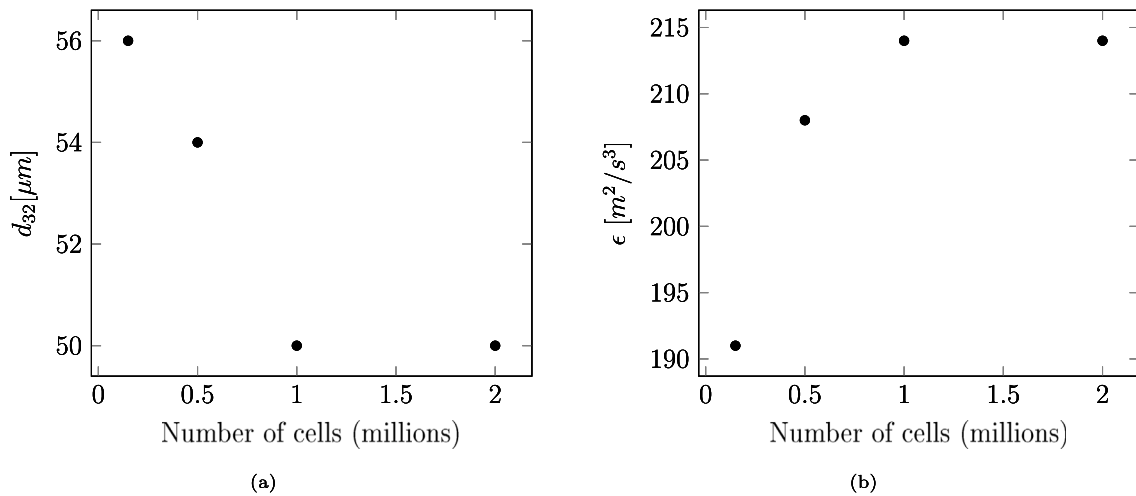 56
54
52
50
d₃₂[μm]
0 0.5 1 1.5 2
Number of cells (millions)
(a)
215
210
205
200
195
190
ϵ [m²/s³]
0 0.5 1 1.5 2
Number of cells (millions)
(b)